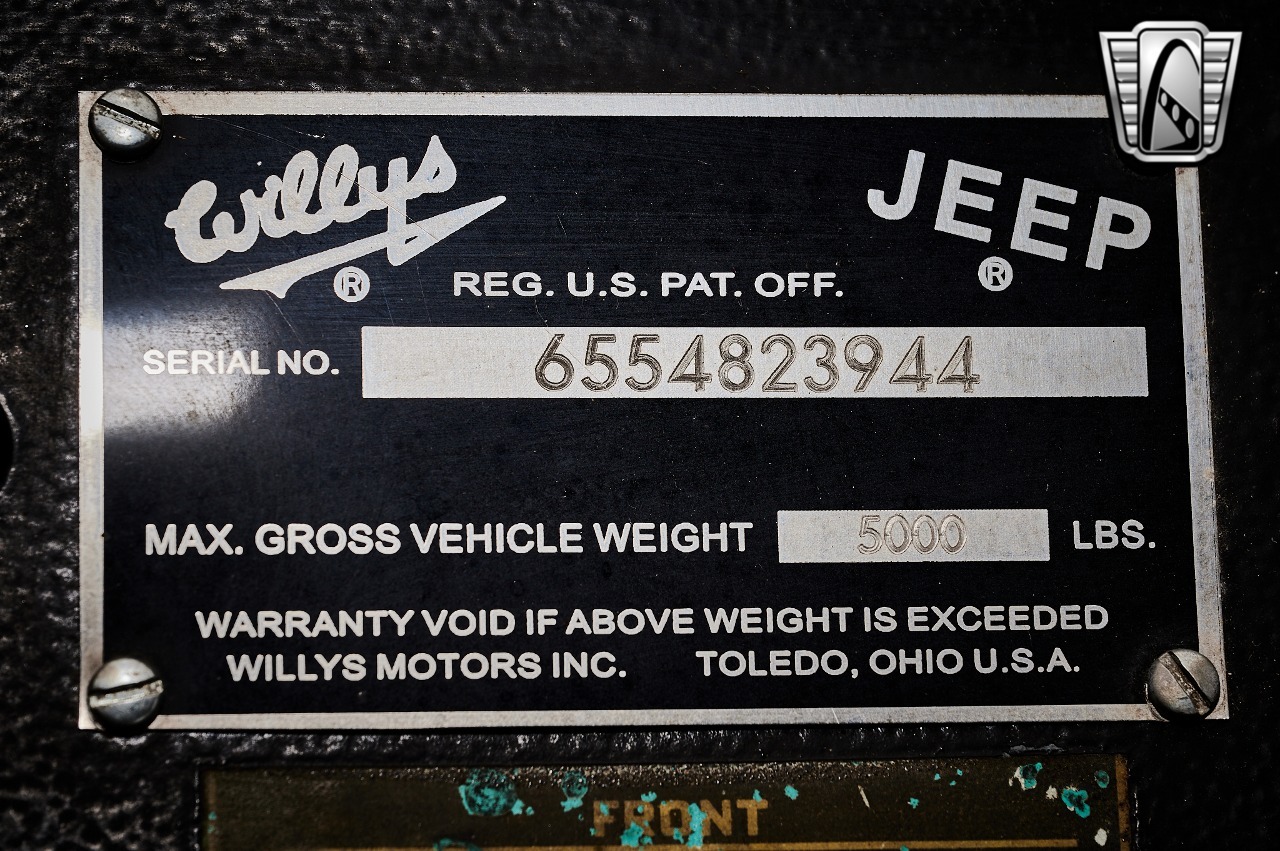 Willys ® JEEP ®
REG. U.S. PAT. OFF.
SERIAL NO. 6554823944
MAX. GROSS VEHICLE WEIGHT 5000 LBS.
WARRANTY VOID IF ABOVE WEIGHT IS EXCEEDED
WILLYS MOTORS INC. TOLEDO, OHIO U.S.A.
FRONT